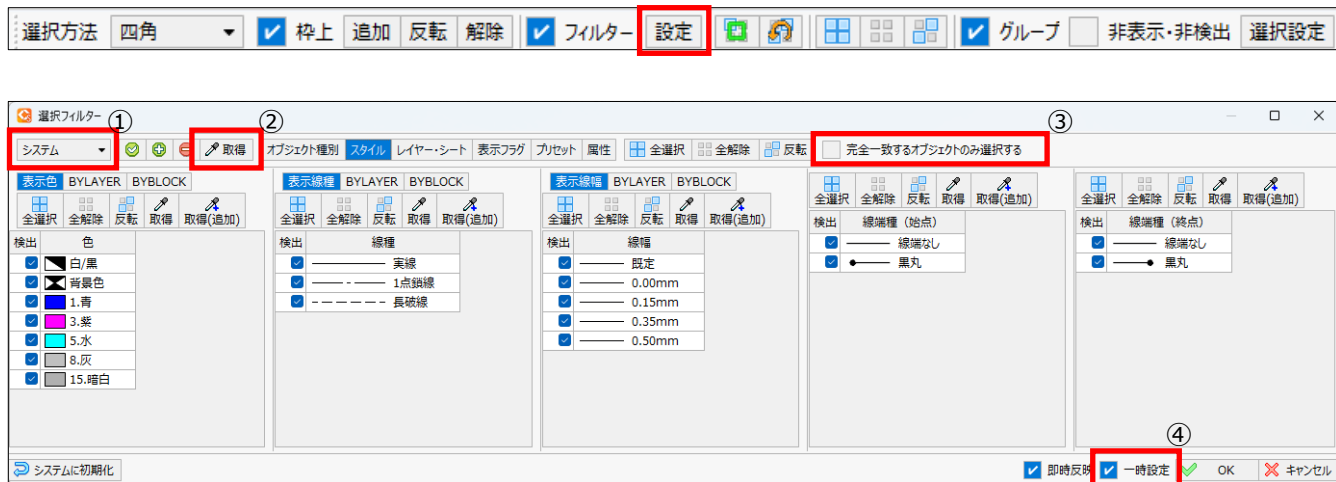 選択方法 四角 枠上 追加 反転 解除 フィルター 設定 グループ 非表示・非検出 選択設定
選択フィルター ① ② ③
システム 取得 オブジェクト種別 スタイル レイヤー・シート 表示フラグ プリセット 属性 全選択 全解除 反転 完全一致するオブジェクトのみ選択する
表示色 BYLAYER BYBLOCK
全選択 全解除 反転 取得 取得(追加)
検出 色
白/黒
背景色
1.青
3.紫
5.水
8.灰
15.暗白
表示線種 BYLAYER BYBLOCK
全選択 全解除 反転 取得 取得(追加)
検出 線種
実線
1点鎖線
長破線
表示線幅 BYLAYER BYBLOCK
全選択 全解除 反転 取得 取得(追加)
検出 線幅
既定
0.00mm
0.15mm
0.35mm
0.50mm
全選択 全解除 反転 取得 取得(追加)
検出 線端種（始点）
線端なし
黒丸
全選択 全解除 反転 取得 取得(追加)
検出 線端種（終点）
線端なし
黒丸
④
システムに初期化 即時反映 一時設定 OK キャンセル